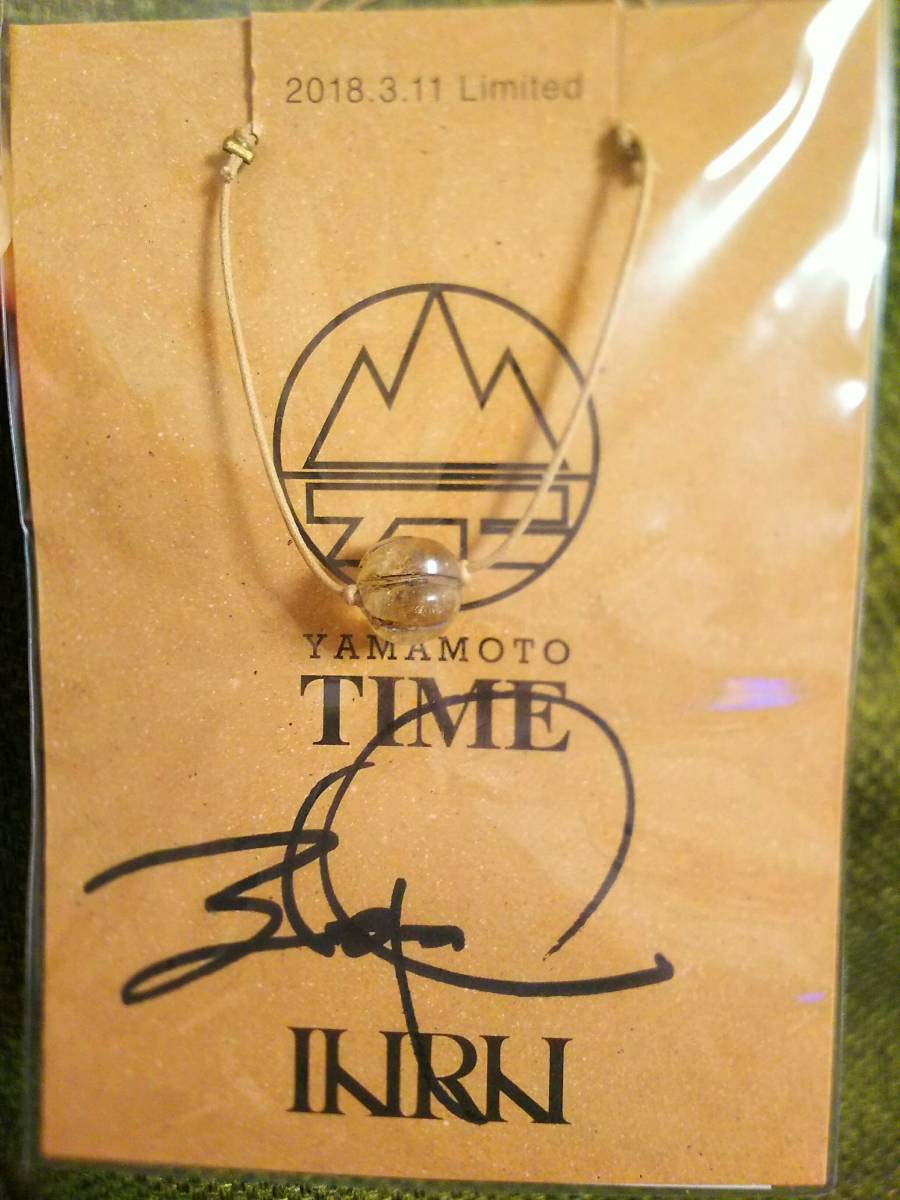 2018.3.11 Limited
YAMAMOTO
TIME
INRN